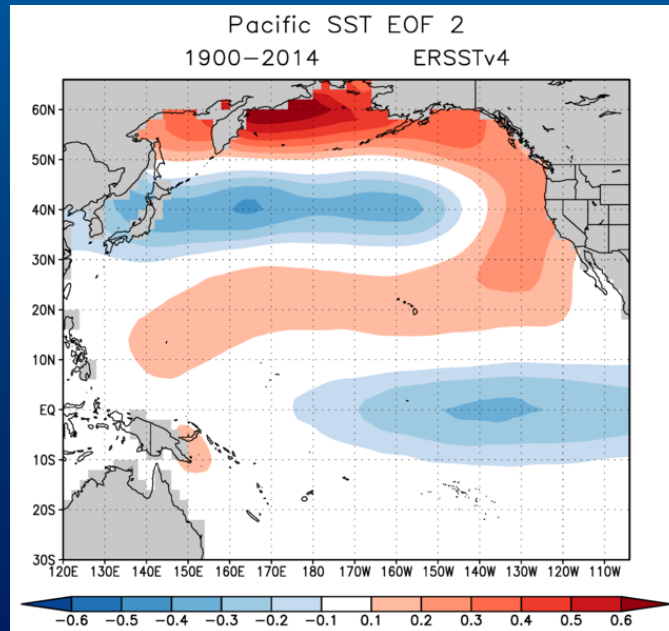 Pacific SST EOF 2
1900-2014 ERSSTv4
60N
50N
40N
30N
20N
10N
EQ
10S
20S
30S
120E 130E 140E 150E 160E 170E 180 170W 160W 150W 140W 130W 120W 110W
-0.6 -0.5 -0.4 -0.3 -0.2 -0.1 0.1 0.2 0.3 0.4 0.5 0.6